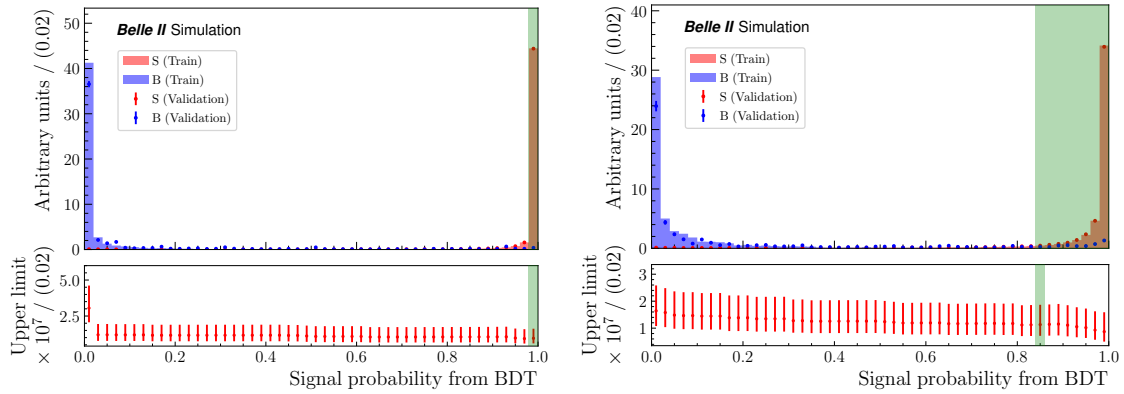 Belle II Simulation
S (Train)
B (Train)
S (Validation)
B (Validation)
Arbitrary units / (0.02)
50
40
30
20
10
0
Upper limit
× 10⁷ / (0.02)
5.0
2.5
0.0 0.2 0.4 0.6 0.8 1.0
Signal probability from BDT
Belle II Simulation
S (Train)
B (Train)
S (Validation)
B (Validation)
Arbitrary units / (0.02)
40
30
20
10
0
Upper limit
× 10⁷ / (0.02)
3
2
1
0.0 0.2 0.4 0.6 0.8 1.0
Signal probability from BDT